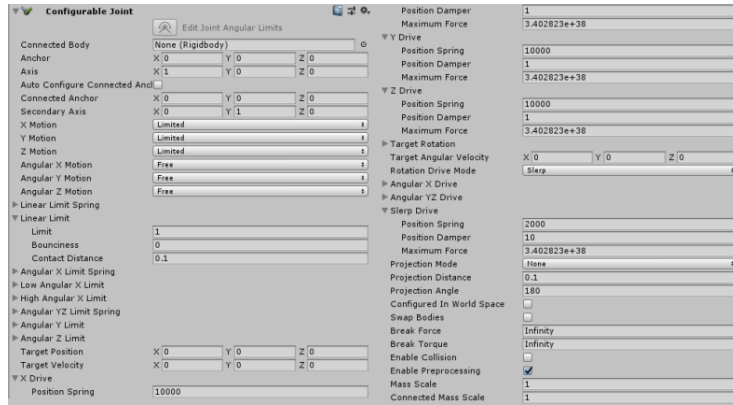 Configurable Joint
Edit Joint Angular Limits
Connected Body None (Rigidbody)
Anchor X 0 Y 0 Z 0
Axis X 1 Y 0 Z 0
Auto Configure Connected Anc
Connected Anchor X 0 Y 0 Z 0
Secondary Axis X 0 Y 1 Z 0
X Motion Limited
Y Motion Limited
Z Motion Limited
Angular X Motion Free
Angular Y Motion Free
Angular Z Motion Free
Linear Limit Spring
Linear Limit
Limit 1
Bounciness 0
Contact Distance 0.1
Angular X Limit Spring
Low Angular X Limit
High Angular X Limit
Angular YZ Limit Spring
Angular Y Limit
Angular Z Limit
Target Position X 0 Y 0 Z 0
Target Velocity X 0 Y 0 Z 0
X Drive
Position Spring 10000
Position Damper 1
Maximum Force 3.402823e+38
Y Drive
Position Spring 10000
Position Damper 1
Maximum Force 3.402823e+38
Z Drive
Position Spring 10000
Position Damper 1
Maximum Force 3.402823e+38
Target Rotation
Target Angular Velocity X 0 Y 0 Z 0
Rotation Drive Mode Slerp
Angular X Drive
Angular YZ Drive
Slerp Drive
Position Spring 2000
Position Damper 10
Maximum Force 3.402823e+38
Projection Mode None
Projection Distance 0.1
Projection Angle 180
Configured In World Space
Swap Bodies
Break Force Infinity
Break Torque Infinity
Enable Collision
Enable Preprocessing
Mass Scale 1
Connected Mass Scale 1